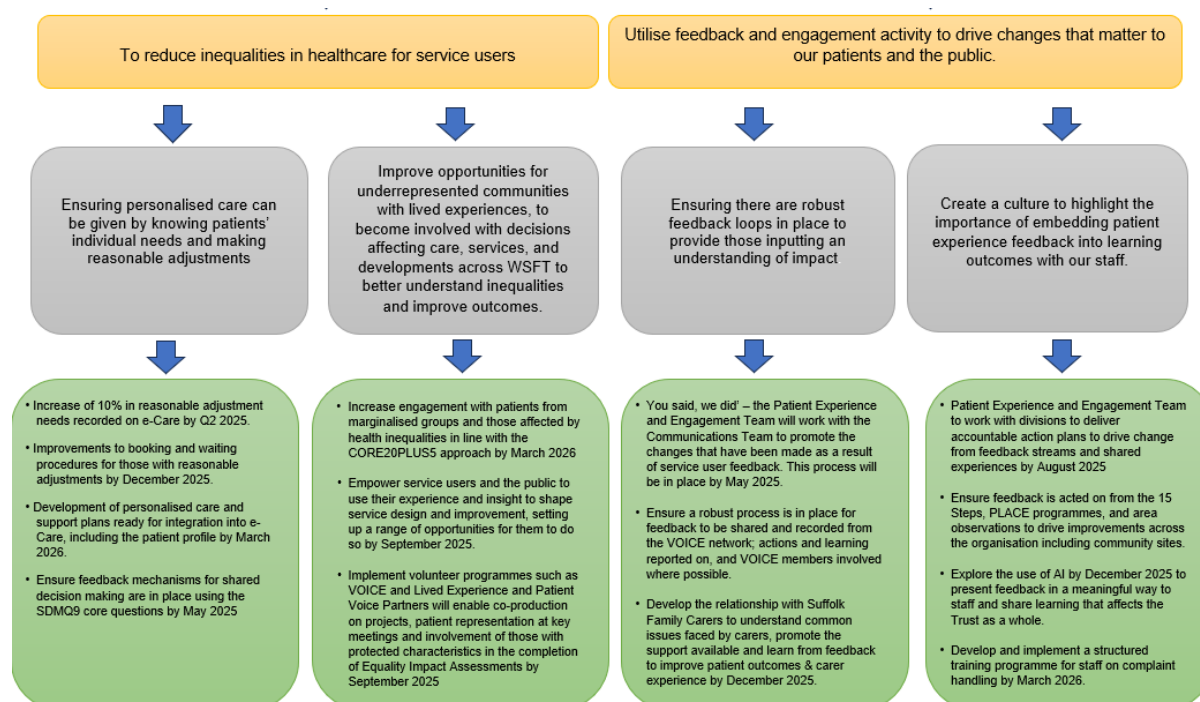 To reduce inequalities in healthcare for service users
Utilise feedback and engagement activity to drive changes that matter to
our patients and the public.
Ensuring personalised care can
be given by knowing patients'
individual needs and making
reasonable adjustments
Improve opportunities for
underrepresented communities
with lived experiences, to
become involved with decisions
affecting care, services, and
developments across WSFT to
better understand inequalities
and improve outcomes.
Ensuring there are robust
feedback loops in place to
provide those inputting an
understanding of impact
Create a culture to highlight the
importance of embedding patient
experience feedback into learning
outcomes with our staff.
• Increase of 10% in reasonable adjustment
needs recorded on e-Care by Q2 2025.
• Improvements to booking and waiting
procedures for those with reasonable
adjustments by December 2025.
• Development of personalised care and
support plans ready for integration into e-
Care, including the patient profile by March
2026.
• Ensure feedback mechanisms for shared
decision making are in place using the
SDMQ9 core questions by May 2025
• Increase engagement with patients from
marginalised groups and those affected by
health inequalities in line with the
CORE20PLUS5 approach by March 2026
• Empower service users and the public to
use their experience and insight to shape
service design and improvement, setting
up a range of opportunities for them to do
so by September 2025.
• Implement volunteer programmes such as
VOICE and Lived Experience and Patient
Voice Partners will enable co-production
on projects, patient representation at key
meetings and involvement of those with
protected characteristics in the completion
of Equality Impact Assessments by
September 2025
• 'You said, we did' – the Patient Experience
and Engagement Team will work with the
Communications Team to promote the
changes that have been made as a result
of service user feedback. This process will
be in place by May 2025.
• Ensure a robust process is in place for
feedback to be shared and recorded from
the VOICE network; actions and learning
reported on, and VOICE members involved
where possible.
• Develop the relationship with Suffolk
Family Carers to understand common
issues faced by carers, promote the
support available and learn from feedback
to improve patient outcomes & carer
experience by December 2025.
• Patient Experience and Engagement Team
to work with divisions to deliver
accountable action plans to drive change
from feedback streams and shared
experiences by August 2025
• Ensure feedback is acted on from the 15
Steps, PLACE programmes, and area
observations to drive improvements across
the organisation including community sites.
• Explore the use of AI by December 2025 to
present feedback in a meaningful way to
staff and share learning that affects the
Trust as a whole.
• Develop and implement a structured
training programme for staff on complaint
handling by March 2026.